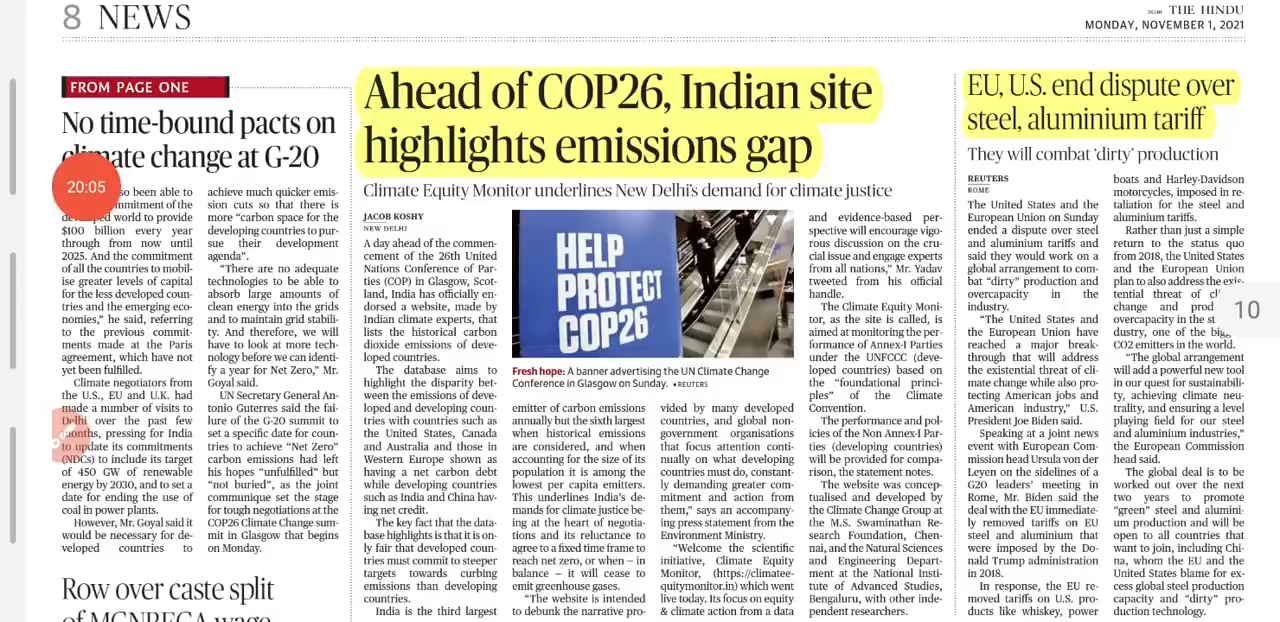 8 NEWS
DELHI THE HINDU
MONDAY, NOVEMBER 1, 2021
FROM PAGE ONE
No time-bound pacts on
climate change at G-20
20:05
so been able to
mmitment of the
world to provide
$100 billion every year
through from now until
2025. And the commitment
of all the countries to mobil-
ise greater levels of capital
for the less developed coun-
tries and the emerging eco-
nomies,” he said, referring
to the previous commit-
ments made at the Paris
agreement, which have not
yet been fulfilled.
Climate negotiators from
the U.S., EU and U.K. had
made a number of visits to
Delhi over the past few
months, pressing for India
to update its commitments
(NDCs) to include its target
of 450 GW of renewable
energy by 2030, and to set a
date for ending the use of
coal in power plants.
However, Mr. Goyal said it
would be necessary for de-
veloped countries to
achieve much quicker emis-
sion cuts so that there is
more “carbon space for the
developing countries to pur-
sue their development
agenda”.
“There are no adequate
technologies to be able to
absorb large amounts of
clean energy into the grids
and to maintain grid stabil-
ity. And therefore, we will
have to look at more tech-
nology before we can identi-
fy a year for Net Zero,” Mr.
Goyal said.
UN Secretary General An-
tonio Guterres said the fai-
lure of the G-20 summit to
set a specific date for coun-
tries to achieve “Net Zero”
carbon emissions had left
his hopes “unfulfilled” but
“not buried”, as the joint
communique set the stage
for tough negotiations at the
COP26 Climate Change sum-
mit in Glasgow that begins
on Monday.
Row over caste split
of MGNREGA wage
Ahead of COP26, Indian site
highlights emissions gap
Climate Equity Monitor underlines New Delhi’s demand for climate justice
JACOB KOSHY
NEW DELHI
A day ahead of the commen-
cement of the 26th United
Nations Conference of Par-
ties (COP) in Glasgow, Scot-
land, India has officially en-
dorsed a website, made by
Indian climate experts, that
lists the historical carbon
dioxide emissions of deve-
loped countries.
The database aims to
highlight the disparity bet-
ween the emissions of deve-
loped and developing coun-
tries with countries such as
the United States, Canada
and Australia and those in
Western Europe shown as
having a net carbon debt
while developing countries
such as India and China hav-
ing net credit.
The key fact that the data-
base highlights is that it is on-
ly fair that developed coun-
tries must commit to steeper
targets towards curbing
emissions than developing
countries.
India is the third largest
HELP
PROTECT
COP26
Fresh hope: A banner advertising the UN Climate Change
Conference in Glasgow on Sunday. • REUTERS
emitter of carbon emissions
annually but the sixth largest
when historical emissions
are considered, and when
accounting for the size of its
population it is among the
lowest per capita emitters.
This underlines India’s de-
mands for climate justice be-
ing at the heart of negotia-
tions and its reluctance to
agree to a fixed time frame to
reach net zero, or when – in
balance – it will cease to
emit greenhouse gases.
“The website is intended
to debunk the narrative pro-
vided by many developed
countries, and global non-
government organisations
that focus attention conti-
nually on what developing
countries must do, constant-
ly demanding greater com-
mitment and action from
them,” says an accompany-
ing press statement from the
Environment Ministry.
“Welcome the scientific
initiative, Climate Equity
Monitor, (https://climatee-
quitymonitor.in) which went
live today. Its focus on equity
& climate action from a data
and evidence-based per-
spective will encourage vigo-
rous discussion on the cru-
cial issue and engage experts
from all nations,” Mr. Yadav
tweeted from his official
handle.
The Climate Equity Moni-
tor, as the site is called, is
aimed at monitoring the per-
formance of Annex-I Parties
under the UNFCCC (deve-
loped countries) based on
the “foundational princi-
ples” of the Climate
Convention.
The performance and pol-
icies of the Non Annex-I Par-
ties (developing countries)
will be provided for compa-
rison, the statement notes.
The website was concep-
tualised and developed by
the Climate Change Group at
the M.S. Swaminathan Re-
search Foundation, Chen-
nai, and the Natural Sciences
and Engineering Depart-
ment at the National Insti-
tute of Advanced Studies,
Bengaluru, with other inde-
pendent researchers.
EU, U.S. end dispute over
steel, aluminium tariff
They will combat ‘dirty’ production
REUTERS
ROME
The United States and the
European Union on Sunday
ended a dispute over steel
and aluminium tariffs and
said they would work on a
global arrangement to com-
bat “dirty” production and
overcapacity in the
industry.
“The United States and
the European Union have
reached a major break-
through that will address
the existential threat of cli-
mate change while also pro-
tecting American jobs and
American industry,” U.S.
President Joe Biden said.
Speaking at a joint news
event with European Com-
mission head Ursula von der
Leyen on the sidelines of a
G20 leaders’ meeting in
Rome, Mr. Biden said the
deal with the EU immediate-
ly removed tariffs on EU
steel and aluminium that
were imposed by the Do-
nald Trump administration
in 2018.
In response, the EU re-
moved tariffs on U.S. pro-
ducts like whiskey, power
boats and Harley-Davidson
motorcycles, imposed in re-
taliation for the steel and
aluminium tariffs.
Rather than just a simple
return to the status quo
from 2018, the United States
and the European Union
plan to also address the exis-
tential threat of
change and
overcapacity in the
dustry, one of the
CO2 emitters in the world.
“The global arrangement
will add a powerful new tool
in our quest for sustainabili-
ty, achieving climate neu-
trality, and ensuring a level
playing field for our steel
and aluminium industries,”
the European Commission
head said.
The global deal is to be
worked out over the next
two years to promote
“green” steel and alumini-
um production and will be
open to all countries that
want to join, including Chi-
na, whom the EU and the
United States blame for ex-
cess global steel production
capacity and “dirty” pro-
duction technology.
10